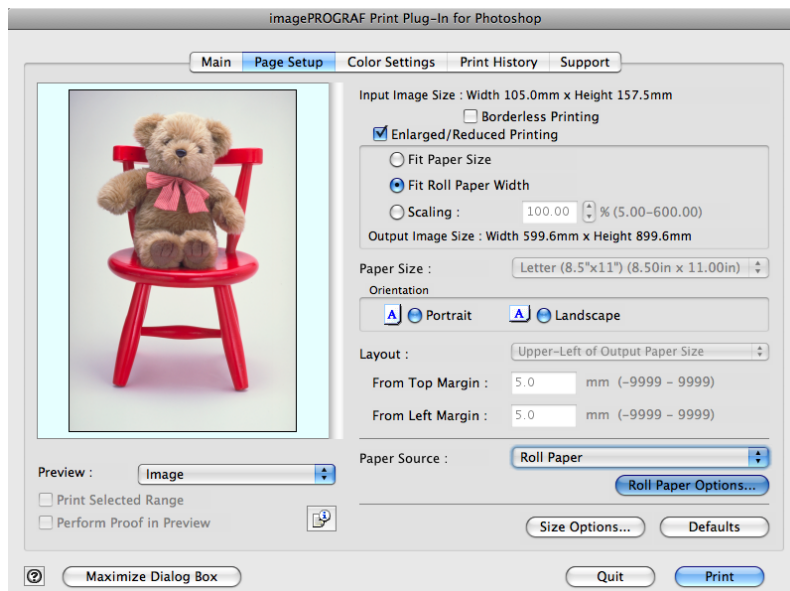 imagePROGRAF Print Plug-In for Photoshop
Main Page Setup Color Settings Print History Support
Input Image Size : Width 105.0mm x Height 157.5mm
Borderless Printing
Enlarged/Reduced Printing
Fit Paper Size
Fit Roll Paper Width
Scaling : 100.00 % (5.00-600.00)
Output Image Size : Width 599.6mm x Height 899.6mm
Paper Size : Letter (8.5"x11") (8.50in x 11.00in)
Orientation
A Portrait A Landscape
Layout : Upper-Left of Output Paper Size
From Top Margin : 5.0 mm (-9999 - 9999)
From Left Margin : 5.0 mm (-9999 - 9999)
Paper Source : Roll Paper
Roll Paper Options...
Preview : Image
Print Selected Range
Perform Proof in Preview
Size Options... Defaults
? Maximize Dialog Box Quit Print